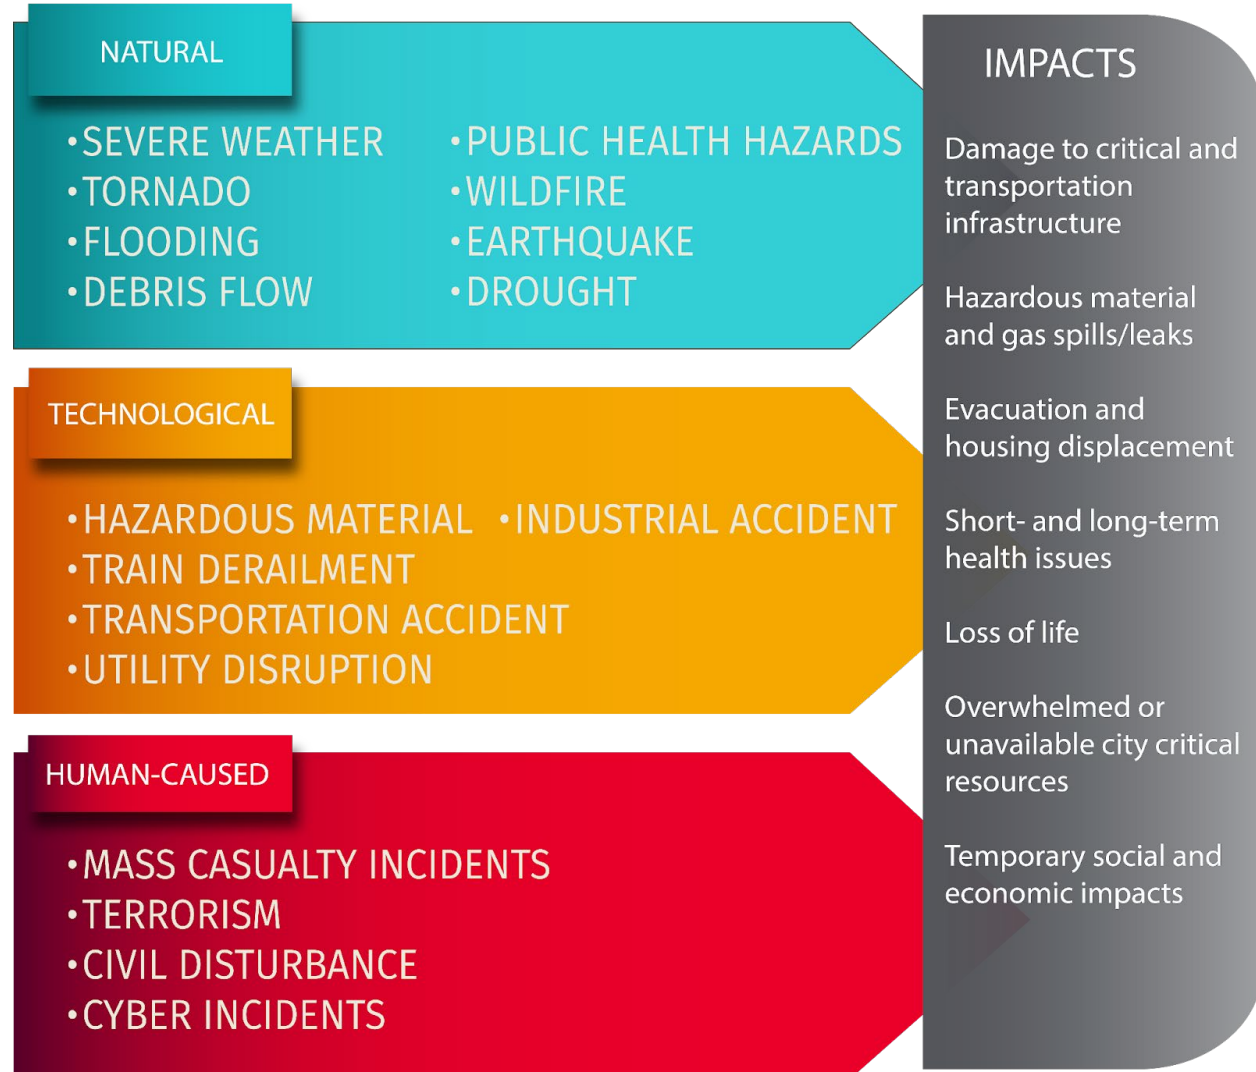 NATURAL
•SEVERE WEATHER
•TORNADO
•FLOODING
•DEBRIS FLOW
•PUBLIC HEALTH HAZARDS
•WILDFIRE
•EARTHQUAKE
•DROUGHT
TECHNOLOGICAL
•HAZARDOUS MATERIAL
•TRAIN DERAILMENT
•TRANSPORTATION ACCIDENT
•UTILITY DISRUPTION
•INDUSTRIAL ACCIDENT
HUMAN-CAUSED
•MASS CASUALTY INCIDENTS
•TERRORISM
•CIVIL DISTURBANCE
•CYBER INCIDENTS
IMPACTS
Damage to critical and
transportation
infrastructure
Hazardous material
and gas spills/leaks
Evacuation and
housing displacement
Short- and long-term
health issues
Loss of life
Overwhelmed or
unavailable city critical
resources
Temporary social and
economic impacts